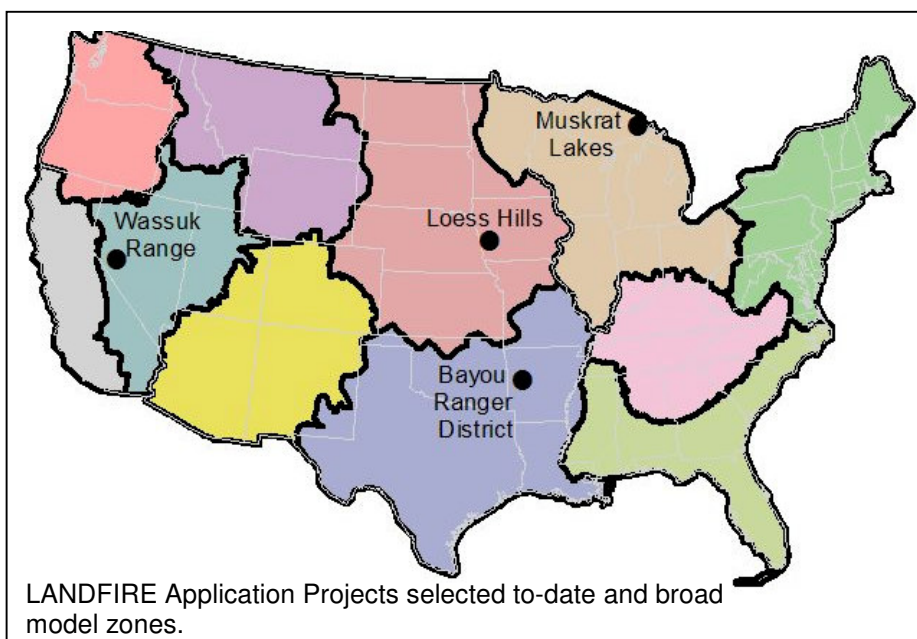 Muskrat
Lakes
Wassuk
Range
Loess Hills
Bayou
Ranger
District
LANDFIRE Application Projects selected to-date and broad
model zones.